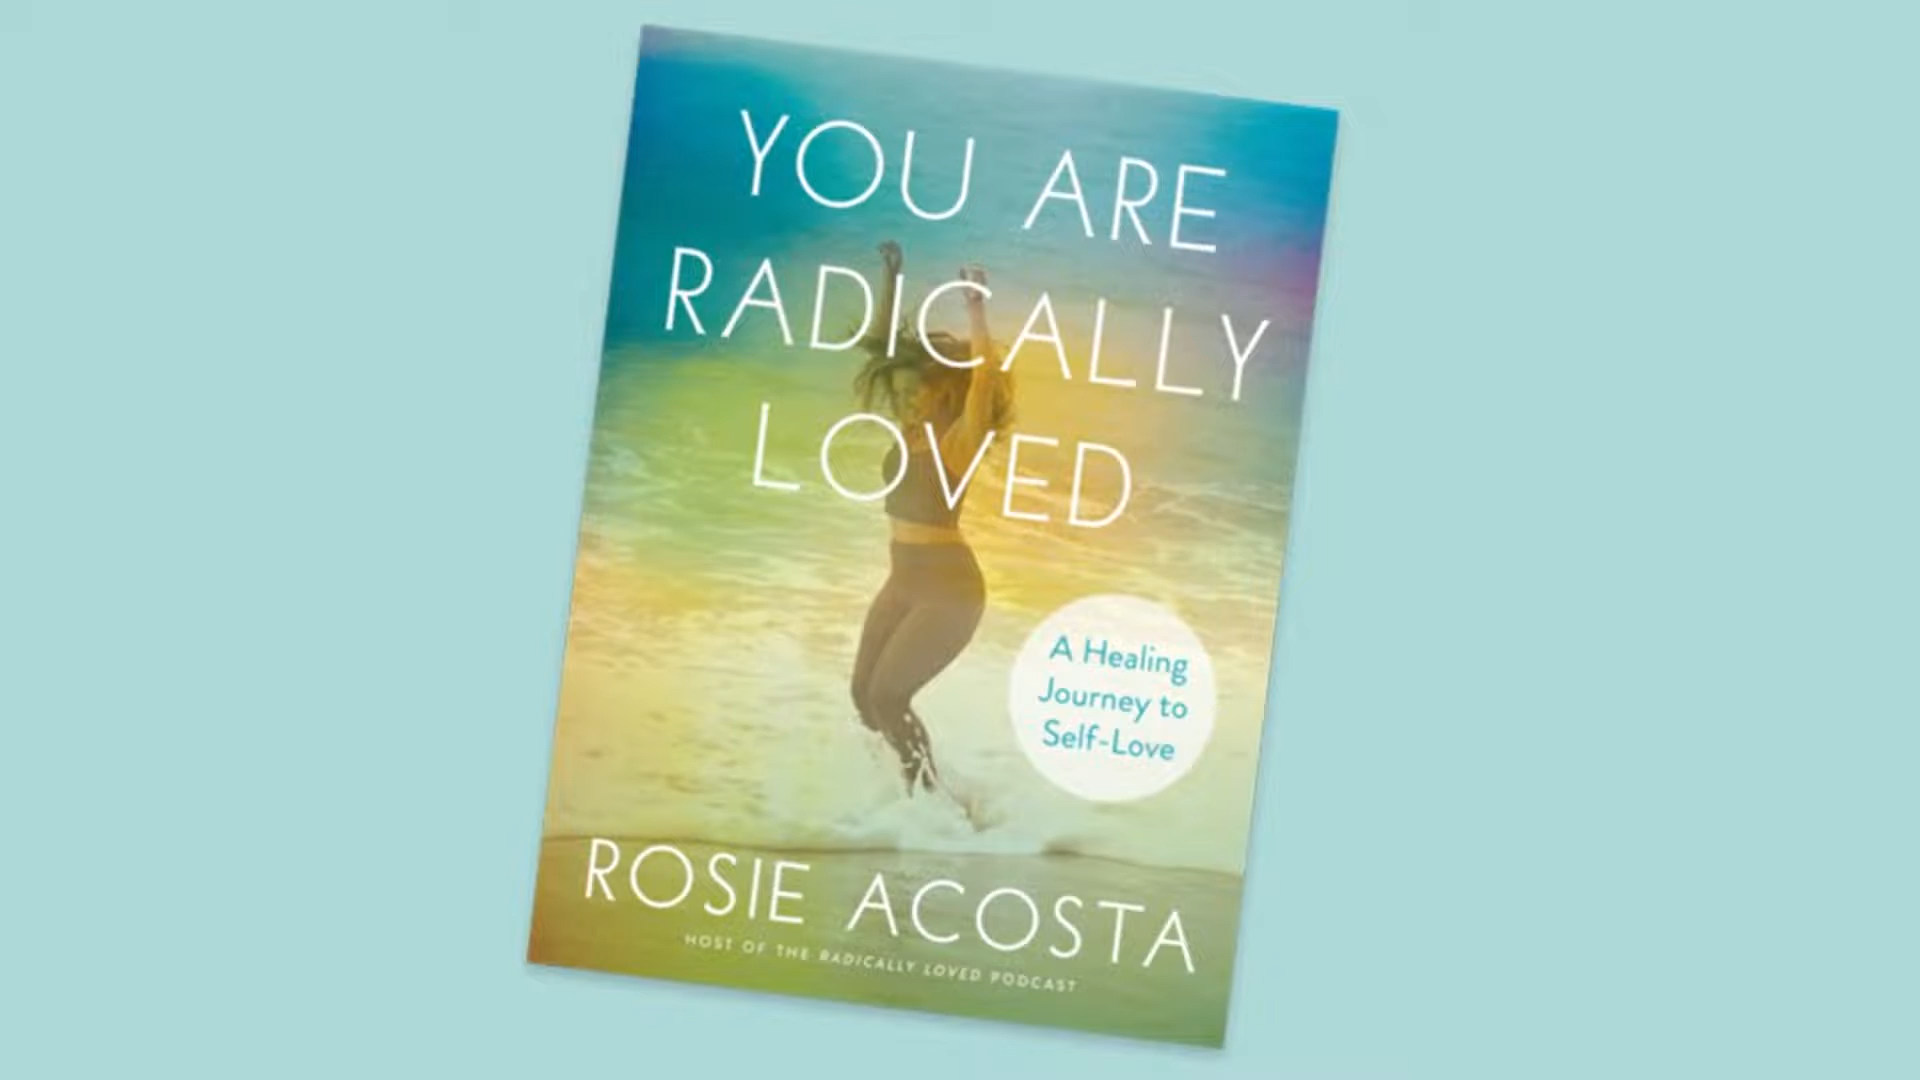 YOU ARE
RADICALLY
LOVED
A Healing
Journey to
Self-Love
ROSIE ACOSTA
HOST OF THE RADICALLY LOVED PODCAST